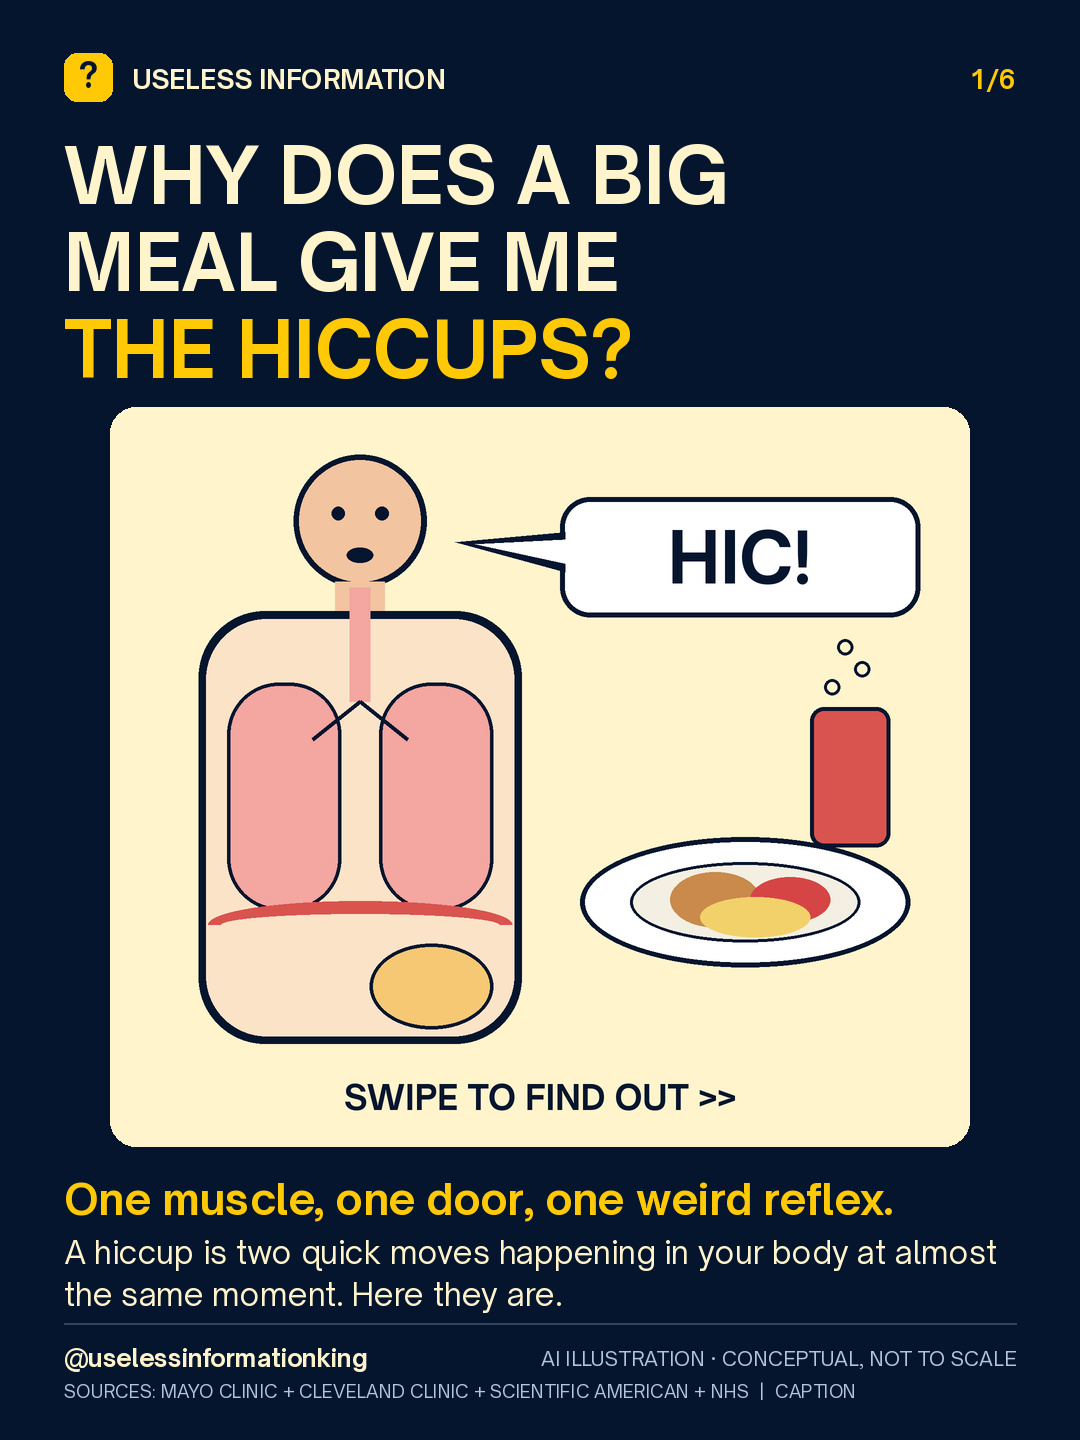 ?
USELESS INFORMATION
1/6
WHY DOES A BIG
MEAL GIVE ME
THE HICCUPS?
HIC!
SWIPE TO FIND OUT >>
One muscle, one door, one weird reflex.
A hiccup is two quick moves happening in your body at almost
the same moment. Here they are.
@uselessinformationking
AI ILLUSTRATION · CONCEPTUAL, NOT TO SCALE
SOURCES: MAYO CLINIC + CLEVELAND CLINIC + SCIENTIFIC AMERICAN + NHS | CAPTION